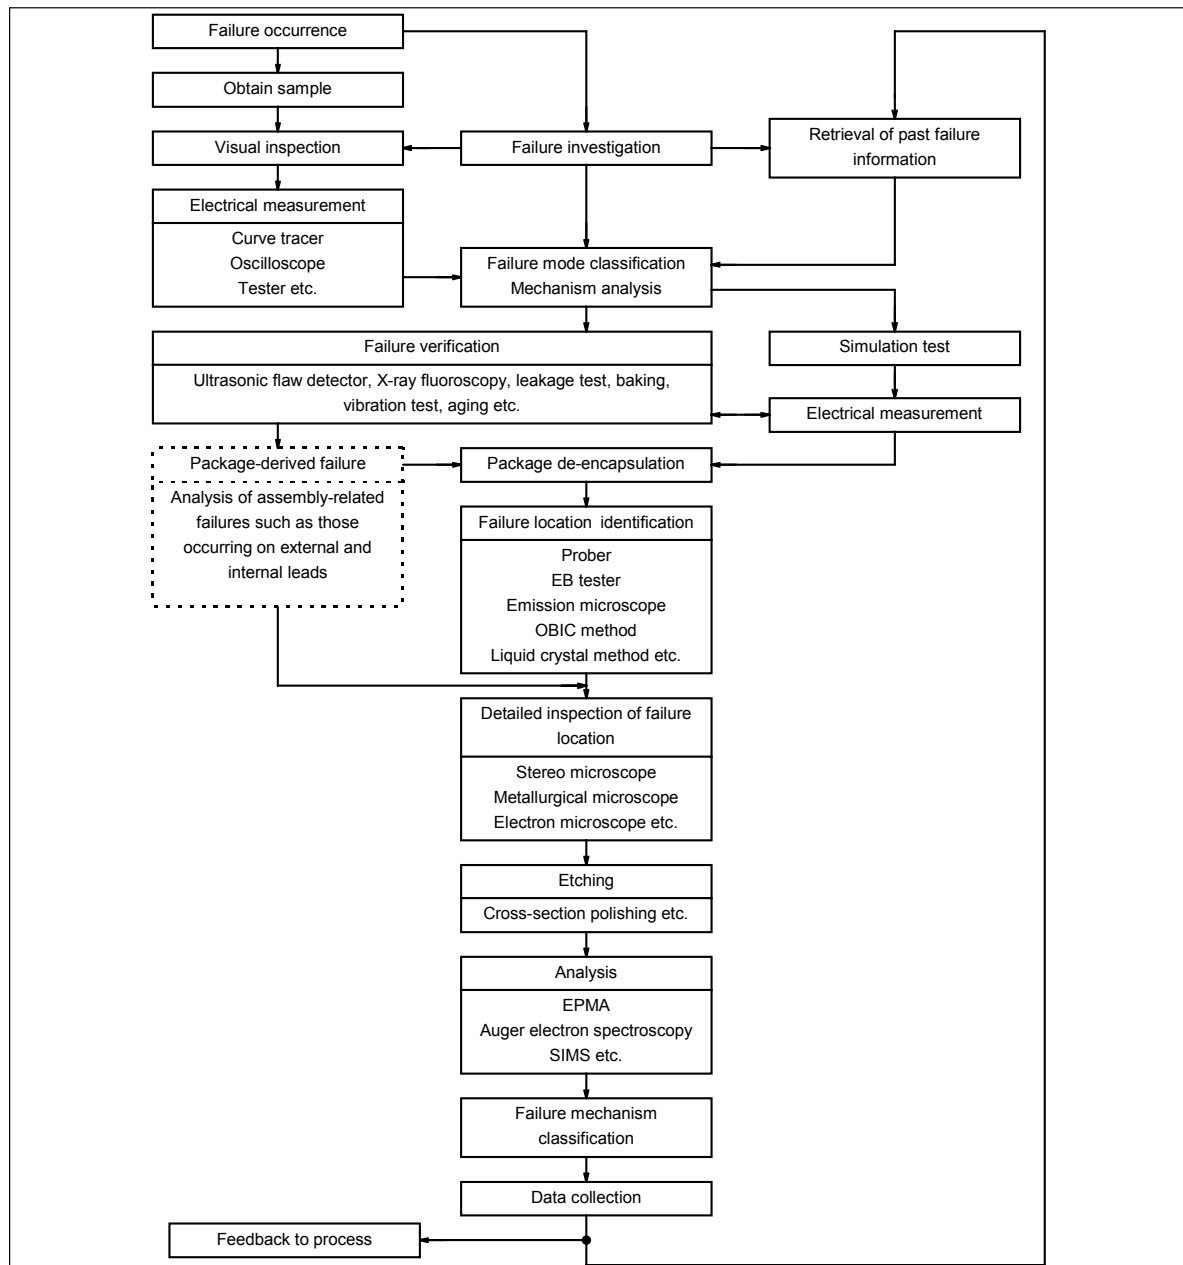 Failure occurrence
Obtain sample
Visual inspection
Failure investigation
Retrieval of past failure
information
Electrical measurement
Curve tracer
Oscilloscope
Tester etc.
Failure mode classification
Mechanism analysis
Failure verification
Ultrasonic flaw detector, X-ray fluoroscopy, leakage test, baking,
vibration test, aging etc.
Simulation test
Electrical measurement
Package-derived failure
Analysis of assembly-related
failures such as those
occurring on external and
internal leads
Package de-encapsulation
Failure location identification
Prober
EB tester
Emission microscope
OBIC method
Liquid crystal method etc.
Detailed inspection of failure
location
Stereo microscope
Metallurgical microscope
Electron microscope etc.
Etching
Cross-section polishing etc.
Analysis
EPMA
Auger electron spectroscopy
SIMS etc.
Failure mechanism
classification
Data collection
Feedback to process